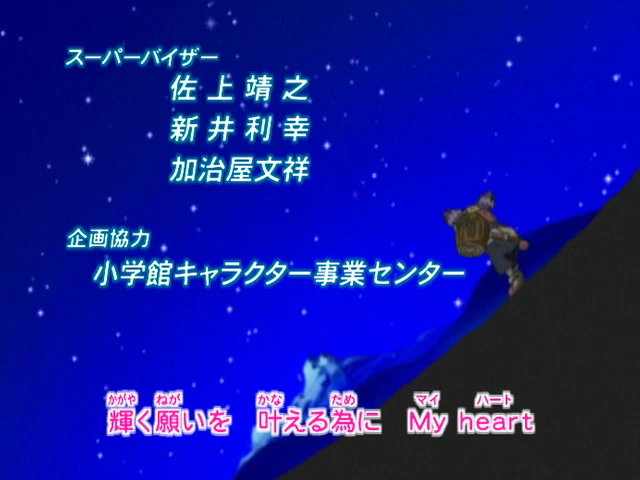 スーパーバイザー
佐上靖之
新井利幸
加治屋文祥
企画協力
小学館キャラクター事業センター
かがや ねが かな ため マイ ハート
輝く願いを 叶える為に My heart